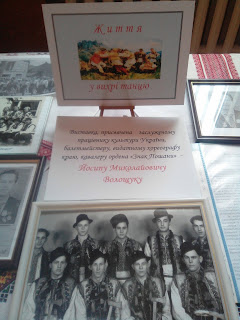 Життя
у вихрі танцю
Виставка, присвячена заслуженому
працівнику культури України,
балетмейстеру, видатному хореографу
краю, кавалеру ордена «Знак Пошани»
Йосипу Миколайовичу
Волощуку